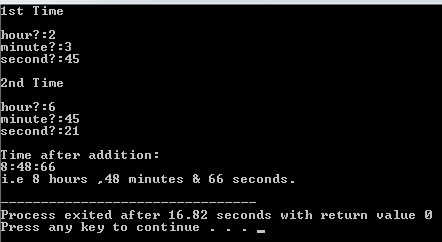 1st Time
hour?:2
minute?:3
second?:45
2nd Time
hour?:6
minute?:45
second?:21
Time after addition:
8:48:66
i.e 8 hours ,48 minutes & 66 seconds.
--------------------------------
Process exited after 16.82 seconds with return value 0
Press any key to continue . . . _